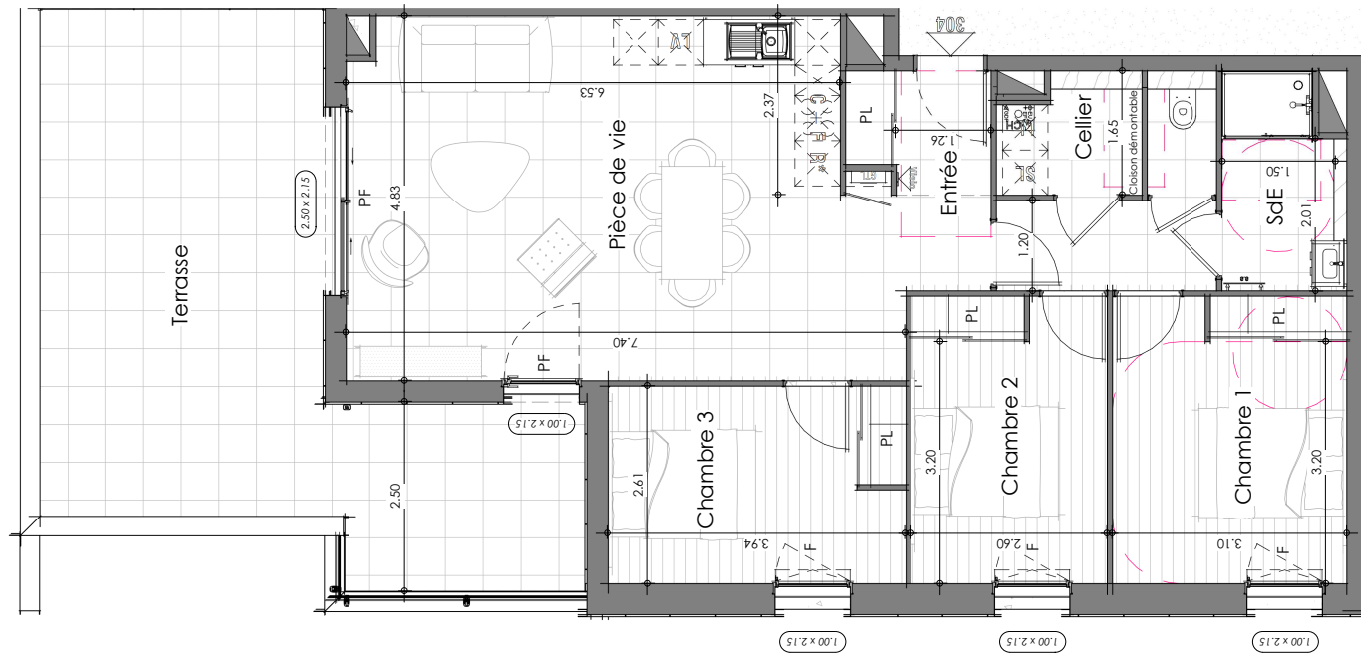 304
LV
6.53
2.37
PL
1.26
Entrée
Cellier
1.65
Cloison démontable
1.50
SdE
2.01
2.50 x 2.15
PF
4.83
Pièce de vie
1.20
Terrasse
7.40
PF
1.00 x 2.15
2.50
PL
PL
Chambre 3
2.61
PL
3.94
F
Chambre 2
3.20
2.60
F
Chambre 1
3.20
3.10
F
1.00 x 2.15
1.00 x 2.15
1.00 x 2.15